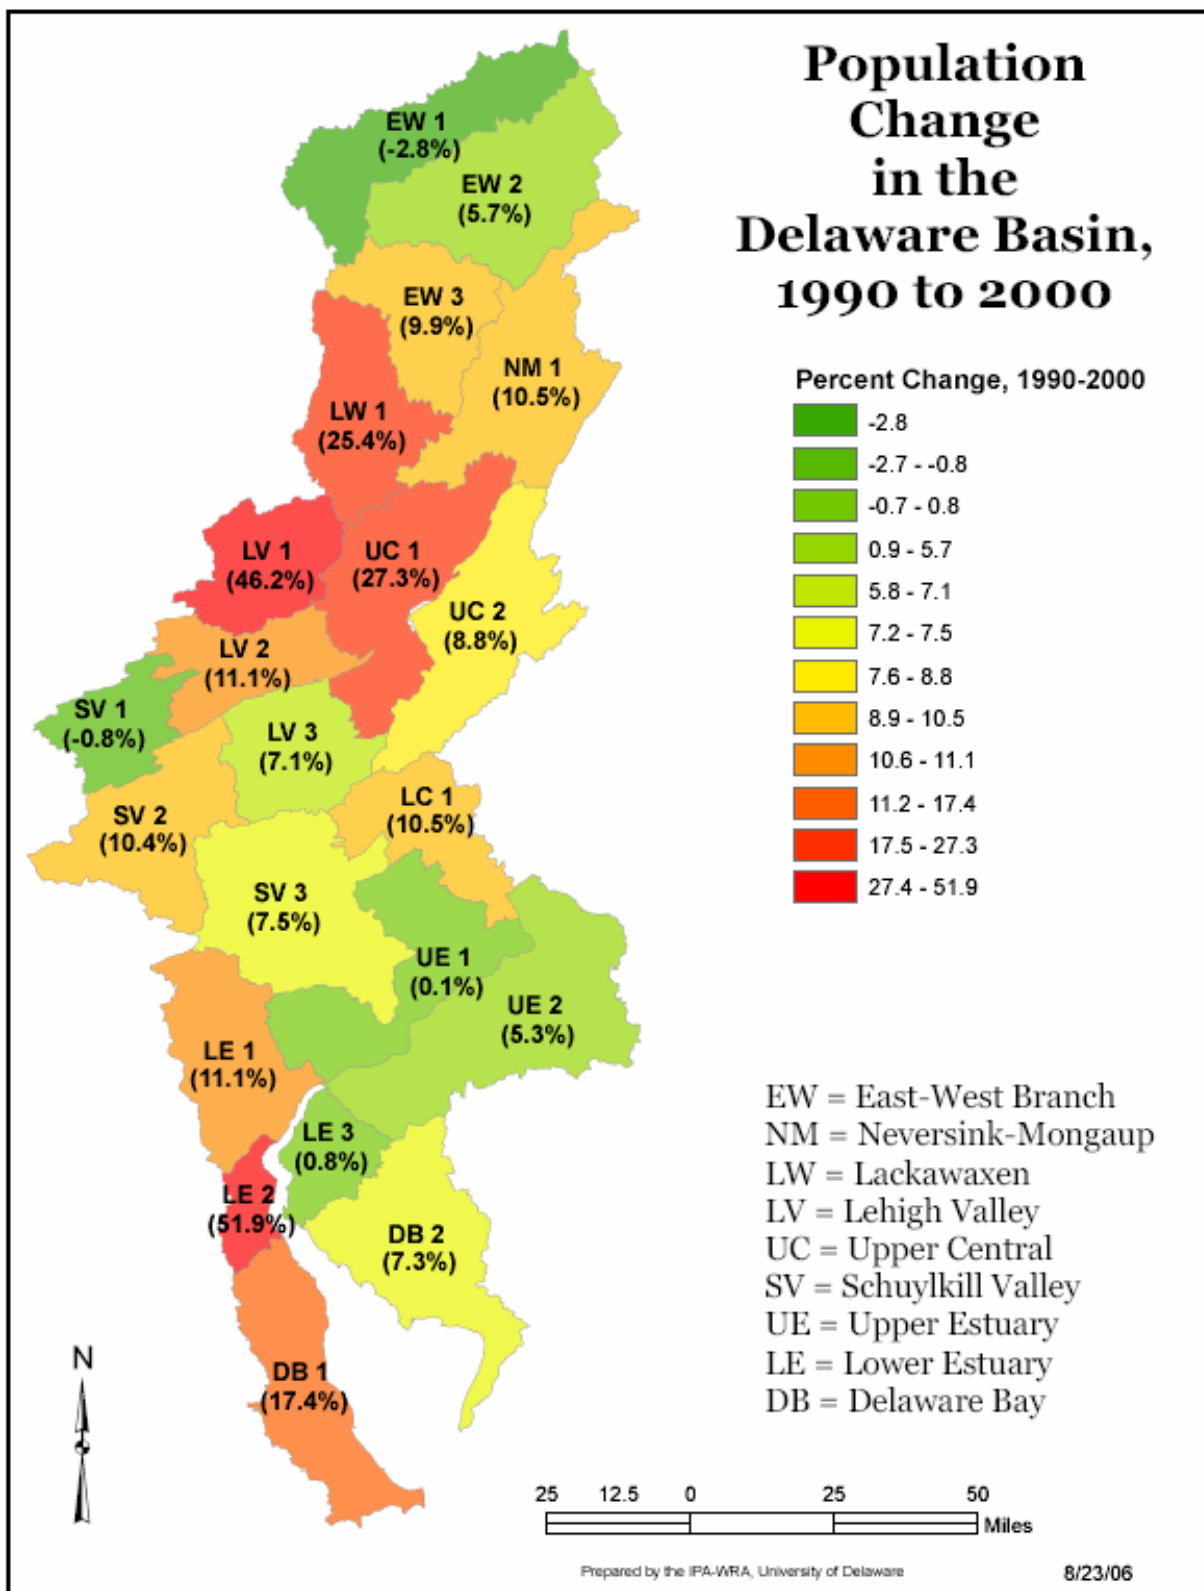 Population
Change
in the
Delaware Basin,
1990 to 2000
EW 1
(-2.8%)
EW 2
(5.7%)
EW 3
(9.9%)
NM 1
(10.5%)
LW 1
(25.4%)
LV 1
(46.2%)
UC 1
(27.3%)
UC 2
(8.8%)
LV 2
(11.1%)
SV 1
(-0.8%)
LV 3
(7.1%)
SV 2
(10.4%)
LC 1
(10.5%)
SV 3
(7.5%)
UE 1
(0.1%)
UE 2
(5.3%)
LE 1
(11.1%)
LE 3
(0.8%)
LE 2
(51.9%)
DB 2
(7.3%)
DB 1
(17.4%)
Percent Change, 1990-2000
-2.8
-2.7 - -0.8
-0.7 - 0.8
0.9 - 5.7
5.8 - 7.1
7.2 - 7.5
7.6 - 8.8
8.9 - 10.5
10.6 - 11.1
11.2 - 17.4
17.5 - 27.3
27.4 - 51.9
EW = East-West Branch
NM = Neversink-Mongaup
LW = Lackawaxen
LV = Lehigh Valley
UC = Upper Central
SV = Schuylkill Valley
UE = Upper Estuary
LE = Lower Estuary
DB = Delaware Bay
N
25 12.5 0 25 50
Miles
Prepared by the IPA-WRA, University of Delaware
8/23/06